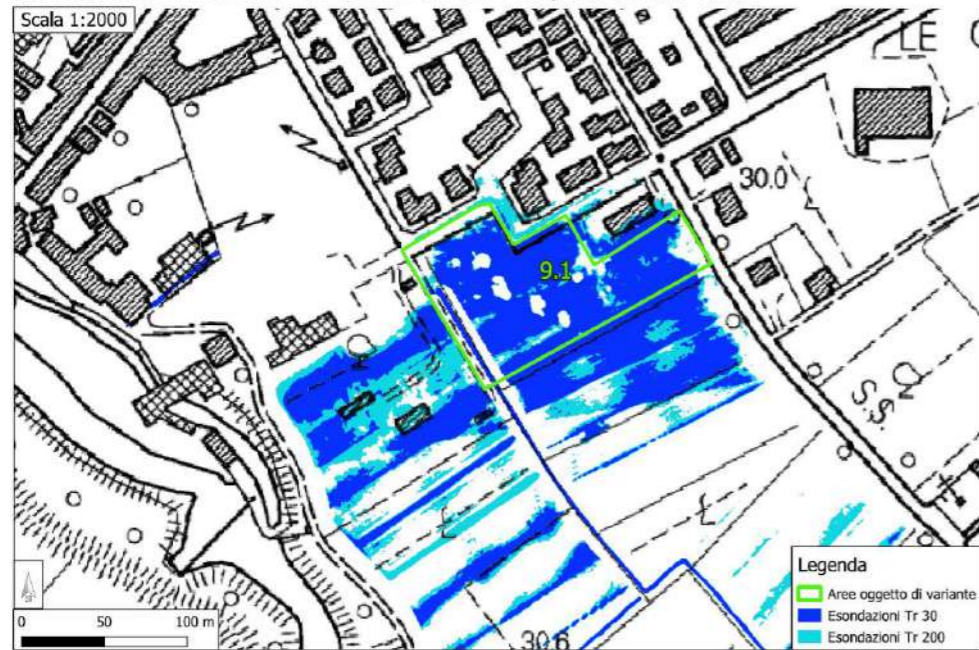 Scala 1:2000
LE
30.0
9.1
S.S.
30.6
0 50 100 m
Legenda
Aree oggetto di variante
Esondazioni Tr 30
Esondazioni Tr 200